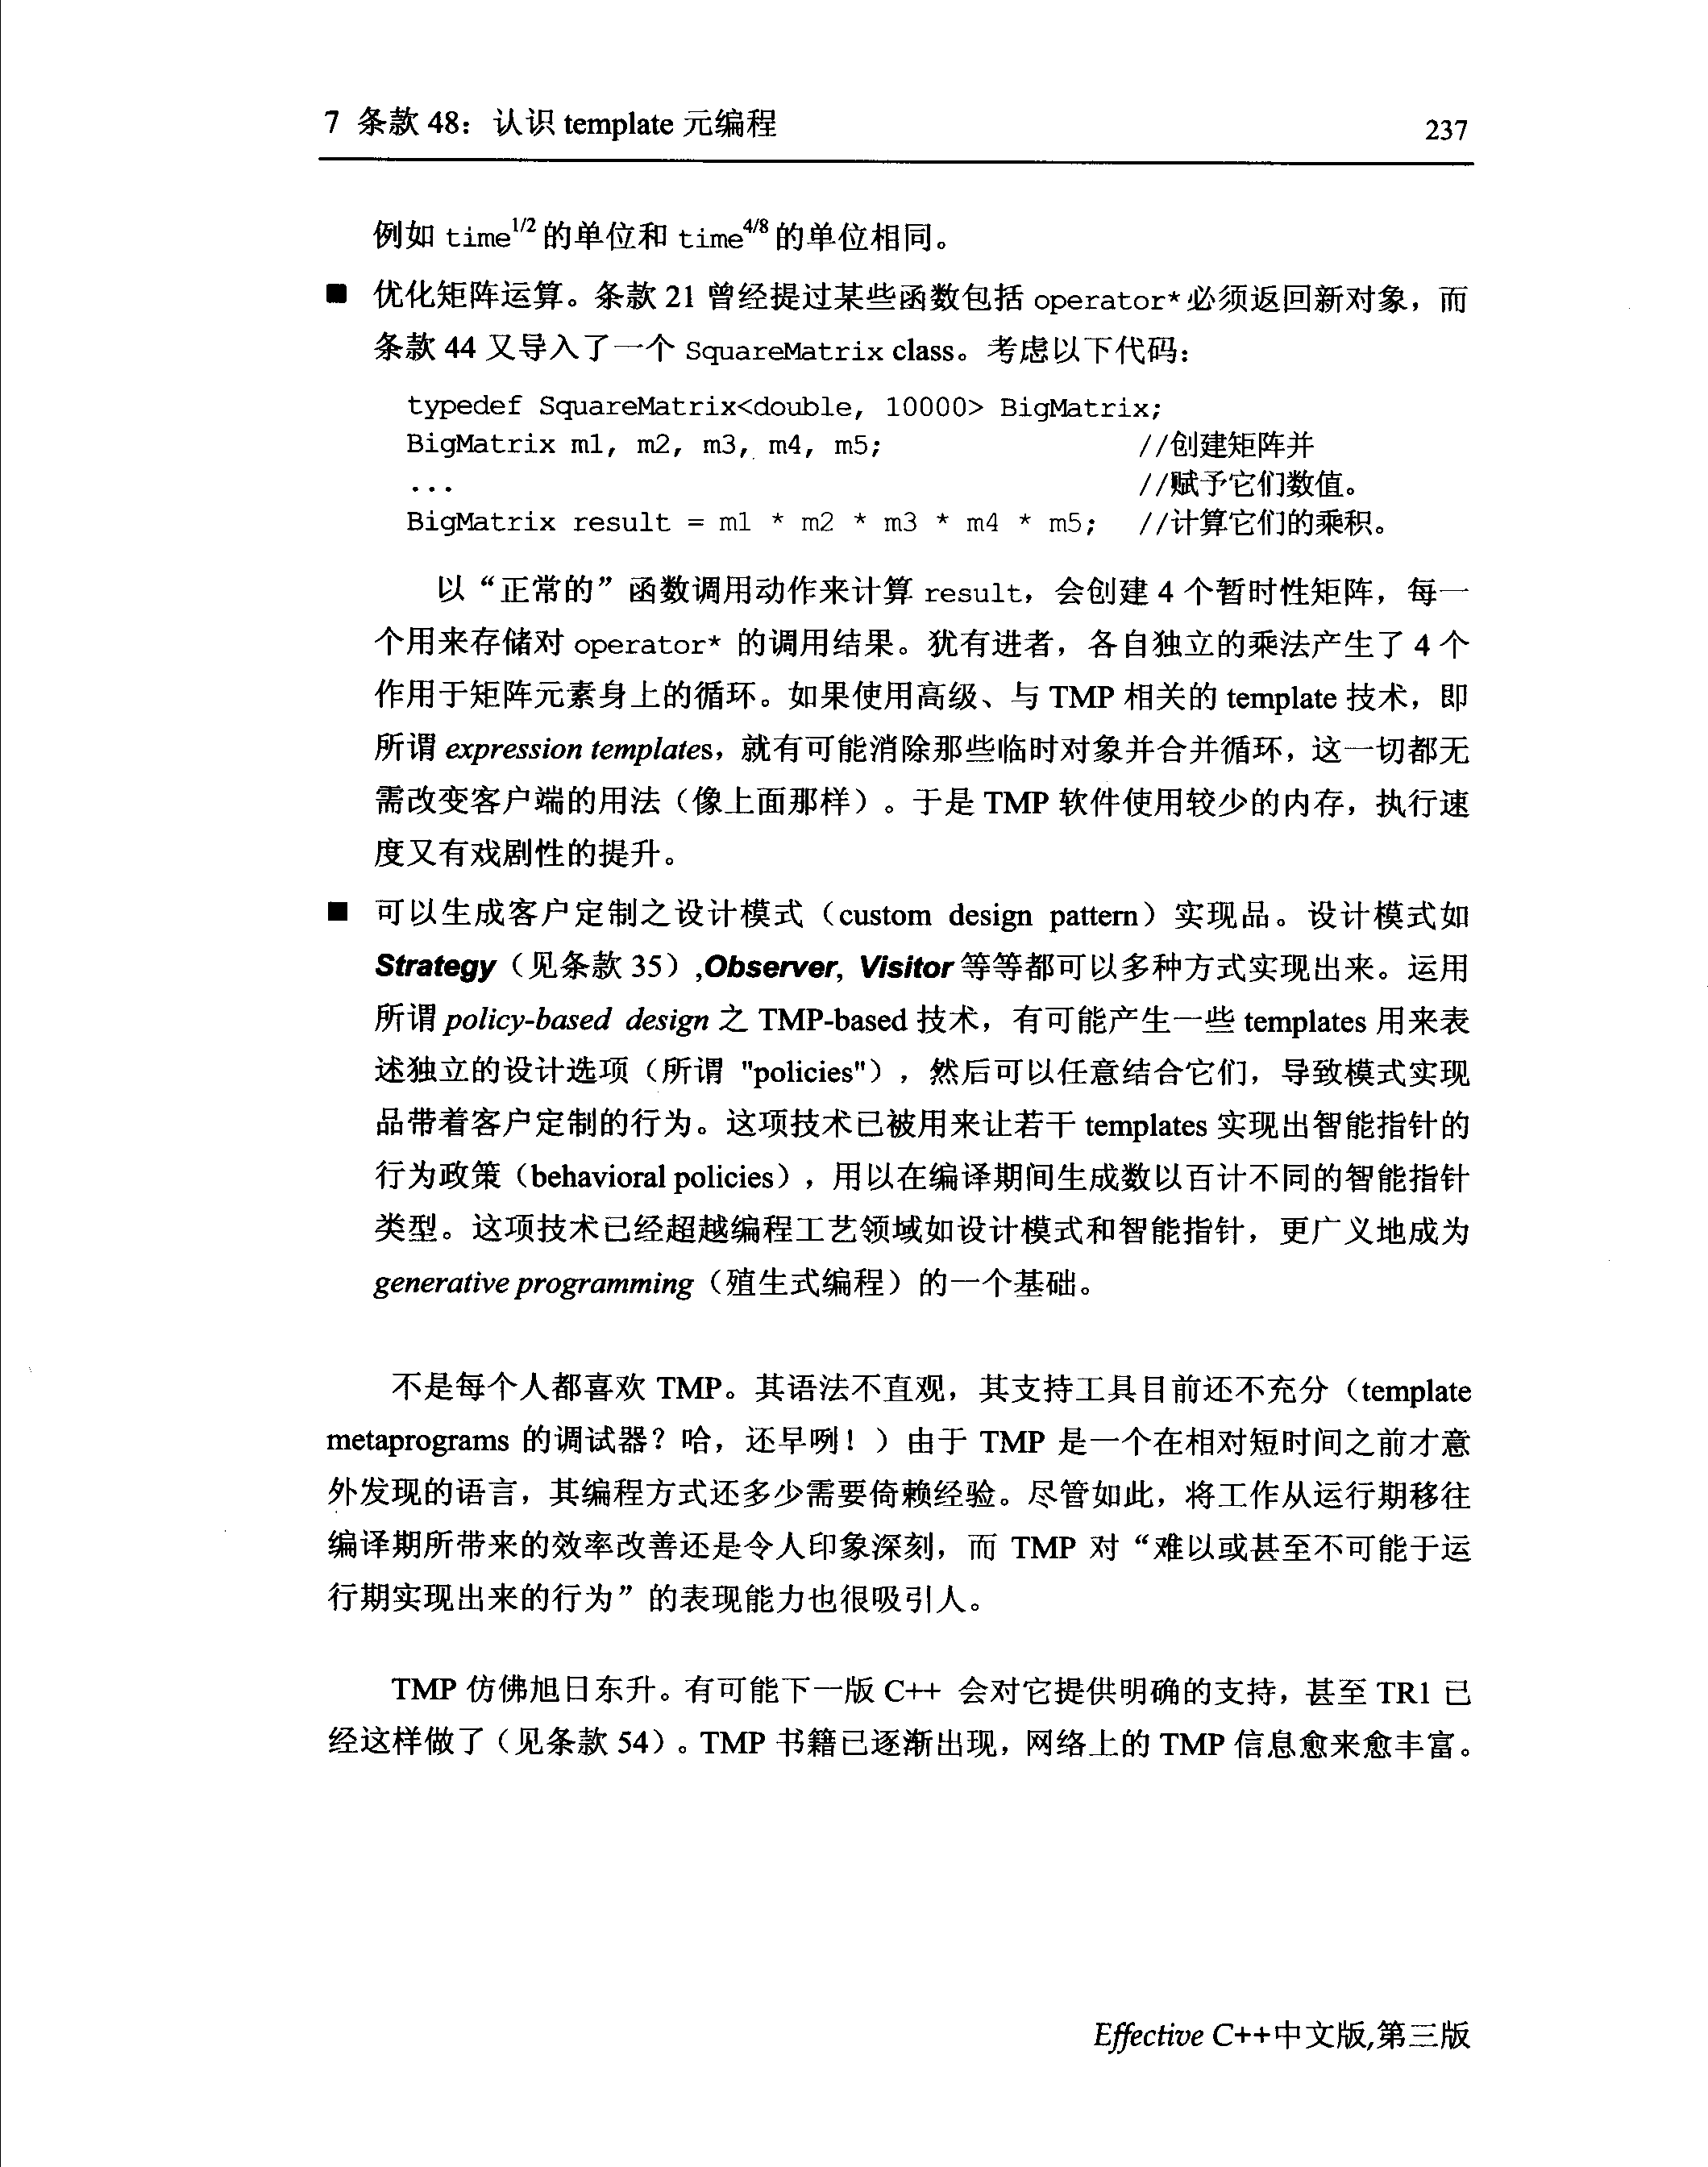 7 条款 48：认识 template 元编程
237
例如 time1/2 的单位和 time4/8 的单位相同。
■ 优化矩阵运算。条款 21 曾经提过某些函数包括 operator*必须返回新对象，而
条款 44 又导入了一个 SquareMatrix class。考虑以下代码：
typedef SquareMatrix<double, 10000> BigMatrix;
BigMatrix m1, m2, m3, m4, m5; //创建矩阵并
... //赋予它们数值。
BigMatrix result = m1 * m2 * m3 * m4 * m5; //计算它们的乘积。
以“正常的”函数调用动作来计算 result，会创建 4 个暂时性矩阵，每一
个用来存储对 operator* 的调用结果。犹有进者，各自独立的乘法产生了 4 个
作用于矩阵元素身上的循环。如果使用高级、与 TMP 相关的 template 技术，即
所谓 expression templates，就有可能消除那些临时对象并合并循环，这一切都无
需改变客户端的用法（像上面那样）。于是 TMP 软件使用较少的内存，执行速
度又有戏剧性的提升。
■ 可以生成客户定制之设计模式（custom design pattern）实现品。设计模式如
Strategy（见条款 35）,Observer, Visitor 等等都可以多种方式实现出来。运用
所谓 policy-based design 之 TMP-based 技术，有可能产生一些 templates 用来表
述独立的设计选项（所谓 "policies"），然后可以任意结合它们，导致模式实现
品带着客户定制的行为。这项技术已被用来让若干 templates 实现出智能指针的
行为政策（behavioral policies），用以在编译期间生成数以百计不同的智能指针
类型。这项技术已经超越编程工艺领域如设计模式和智能指针，更广义地成为
generative programming（殖生式编程）的一个基础。
不是每个人都喜欢 TMP。其语法不直观，其支持工具目前还不充分（template
metaprograms 的调试器？哈，还早咧！）由于 TMP 是一个在相对短时间之前才意
外发现的语言，其编程方式还多少需要倚赖经验。尽管如此，将工作从运行期移往
编译期所带来的效率改善还是令人印象深刻，而 TMP 对“难以或甚至不可能于运
行期实现出来的行为”的表现能力也很吸引人。
TMP 仿佛旭日东升。有可能下一版 C++ 会对它提供明确的支持，甚至 TR1 已
经这样做了（见条款 54）。TMP 书籍已逐渐出现，网络上的 TMP 信息愈来愈丰富。
Effective C++中文版,第三版